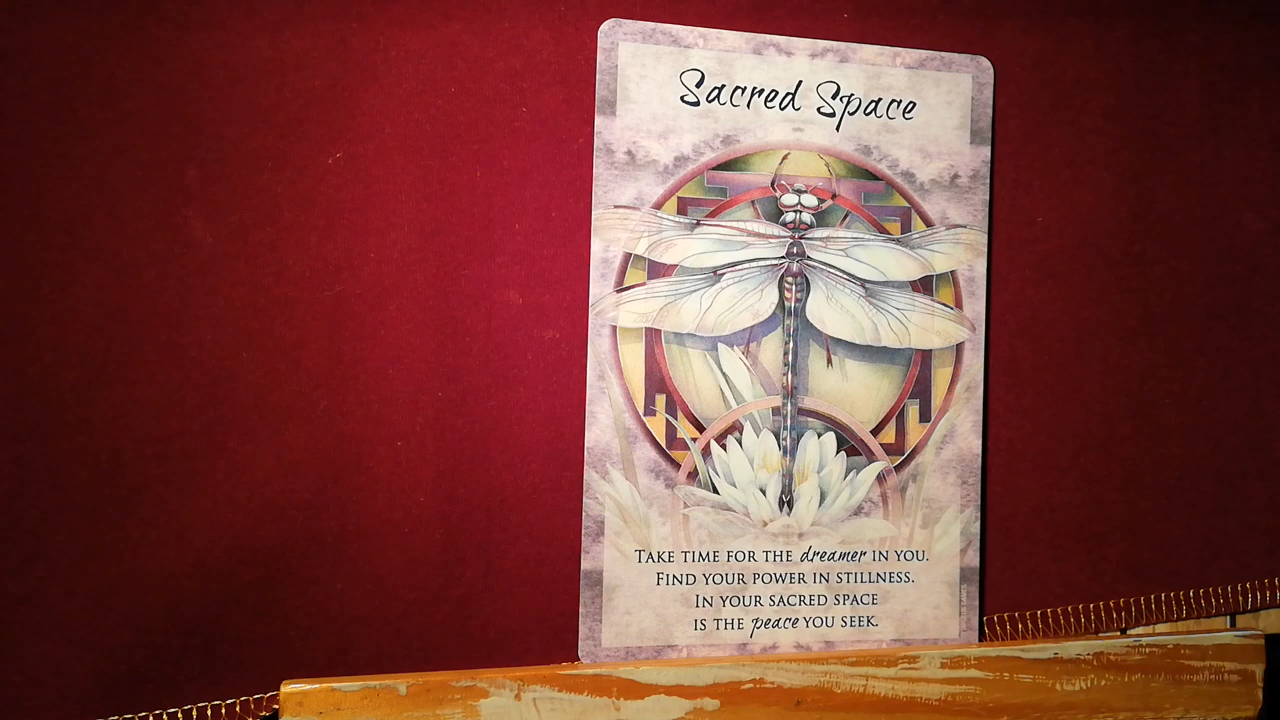 Sacred Space
Take time for the dreamer in you.
Find your power in stillness.
In your sacred space
is the peace you seek.